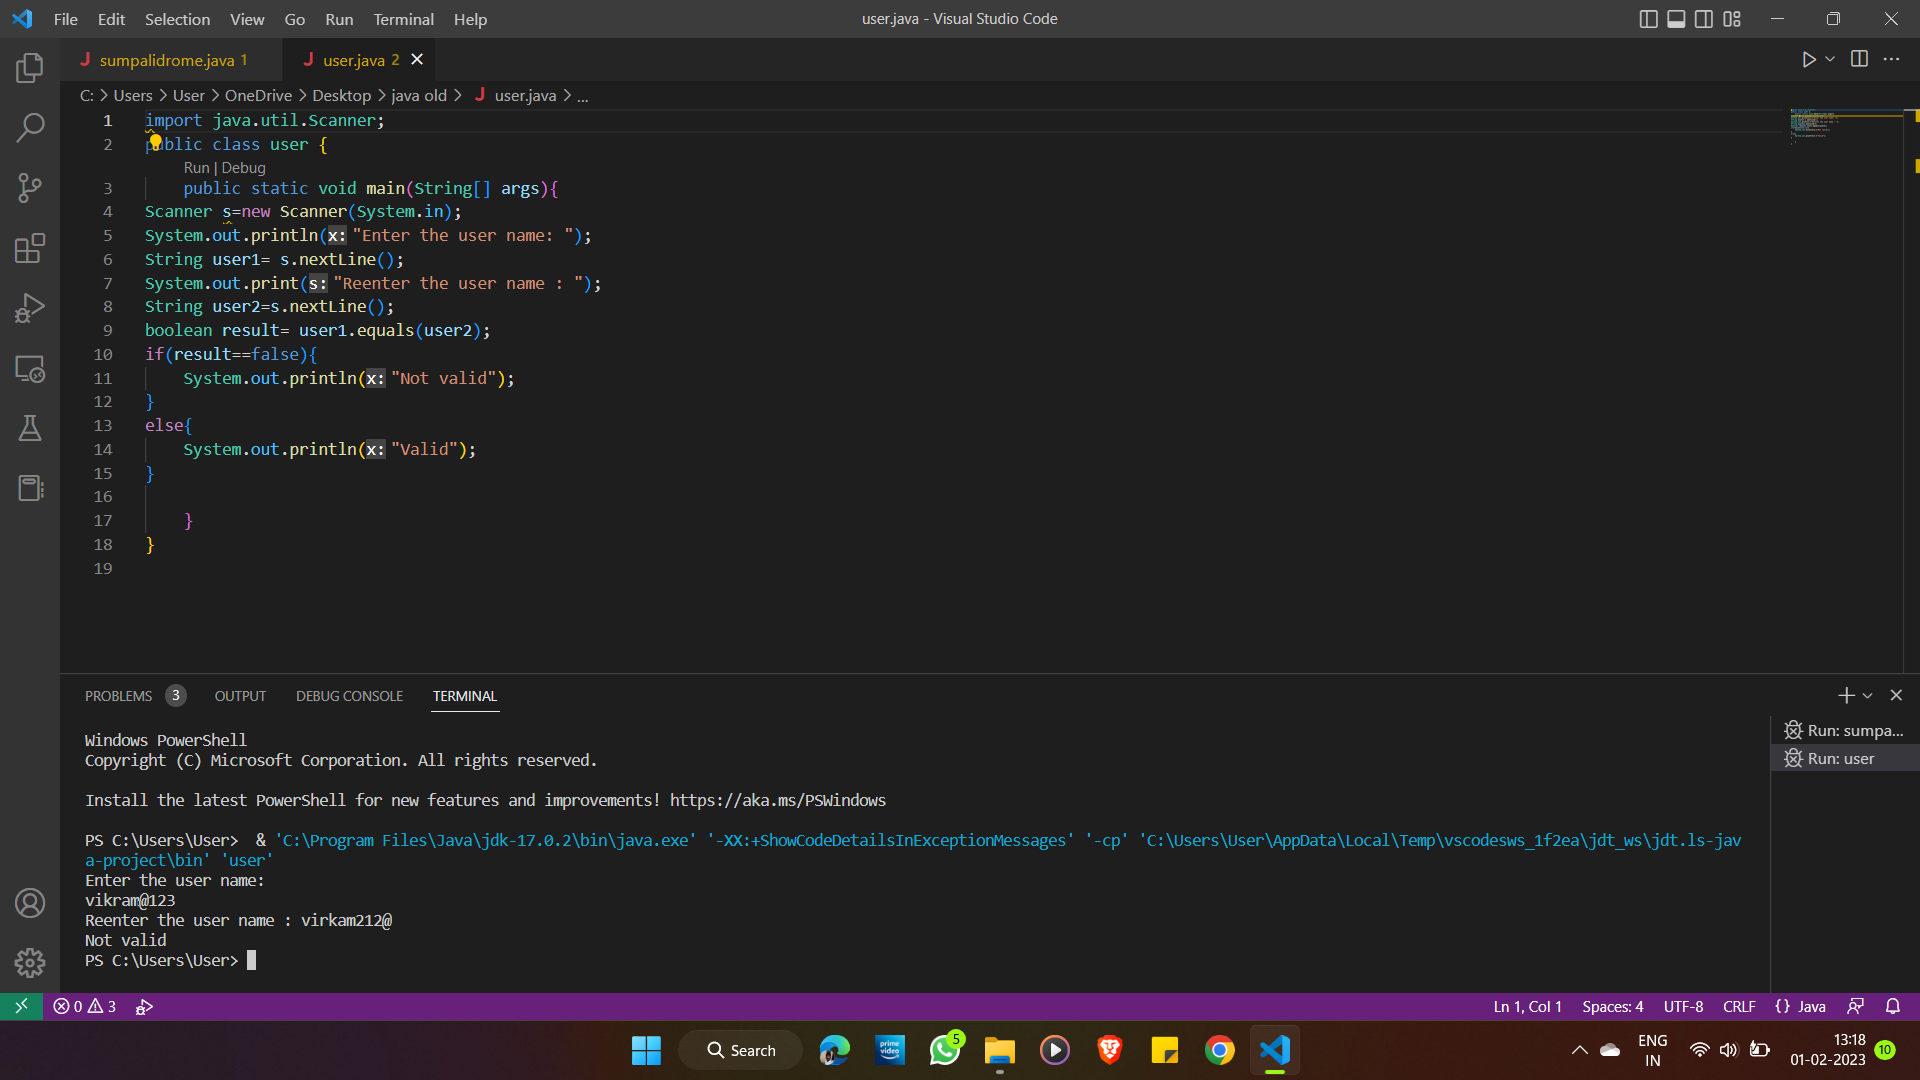 File Edit Selection View Go Run Terminal Help user.java - Visual Studio Code
J sumpalidrome.java 1 J user.java 2
C: > Users > User > OneDrive > Desktop > java old > J user.java > ...
1 import java.util.Scanner;
2 public class user {
Run | Debug
3 public static void main(String[] args){
4 Scanner s=new Scanner(System.in);
5 System.out.println(x: "Enter the user name: ");
6 String user1= s.nextLine();
7 System.out.print(s: "Reenter the user name : ");
8 String user2=s.nextLine();
9 boolean result= user1.equals(user2);
10 if(result==false){
11 System.out.println(x: "Not valid");
12 }
13 else{
14 System.out.println(x: "Valid");
15 }
16
17 }
18 }
19
PROBLEMS 3 OUTPUT DEBUG CONSOLE TERMINAL
Windows PowerShell
Copyright (C) Microsoft Corporation. All rights reserved.
Install the latest PowerShell for new features and improvements! https://aka.ms/PSWindows
PS C:\Users\User>  & 'C:\Program Files\Java\jdk-17.0.2\bin\java.exe' '-XX:+ShowCodeDetailsInExceptionMessages' '-cp' 'C:\Users\User\AppData\Local\Temp\vscodesws_1f2ea\jdt_ws\jdt.ls-jav
a-project\bin' 'user'
Enter the user name:
vikram@123
Reenter the user name : virkam212@
Not valid
PS C:\Users\User>
Run: sumpa...
Run: user
0 3 Ln 1, Col 1 Spaces: 4 UTF-8 CRLF {} Java
Search prime video 5 ENG IN 13:18 01-02-2023 10